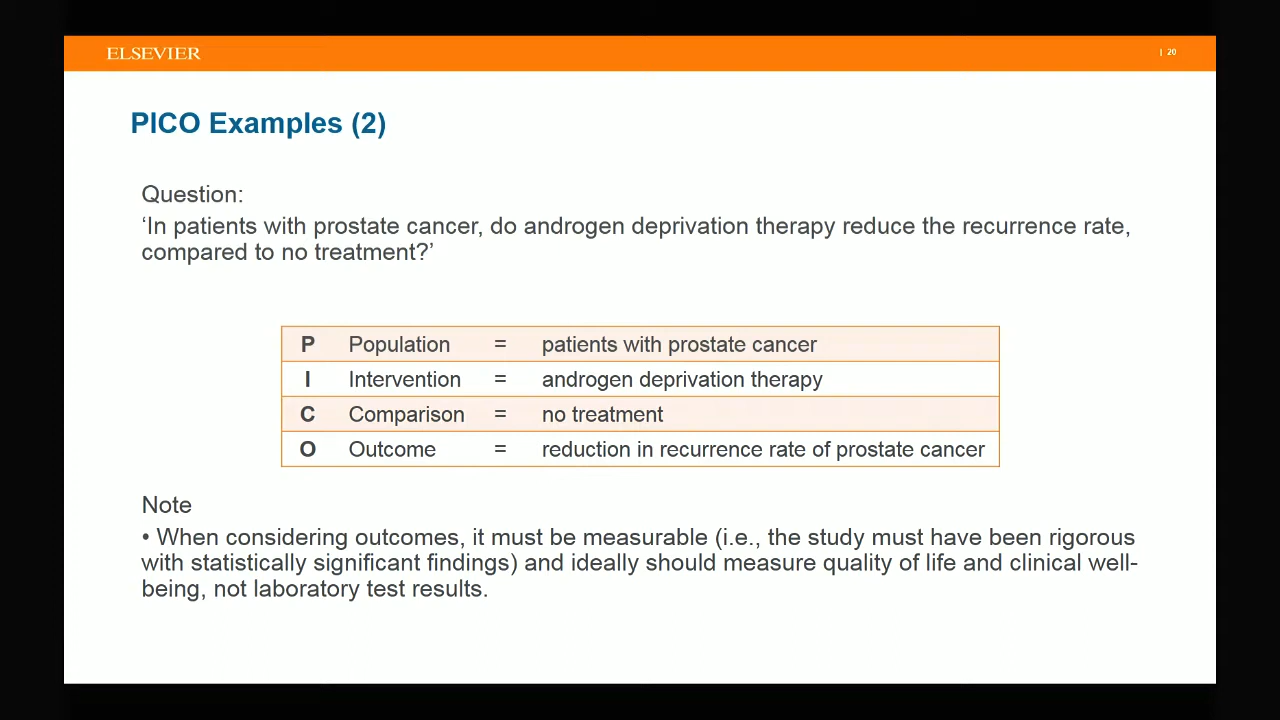 ELSEVIER | 20
PICO Examples (2)
Question:
‘In patients with prostate cancer, do androgen deprivation therapy reduce the recurrence rate,
compared to no treatment?’
P Population = patients with prostate cancer
I Intervention = androgen deprivation therapy
C Comparison = no treatment
O Outcome = reduction in recurrence rate of prostate cancer
Note
• When considering outcomes, it must be measurable (i.e., the study must have been rigorous
with statistically significant findings) and ideally should measure quality of life and clinical well-
being, not laboratory test results.